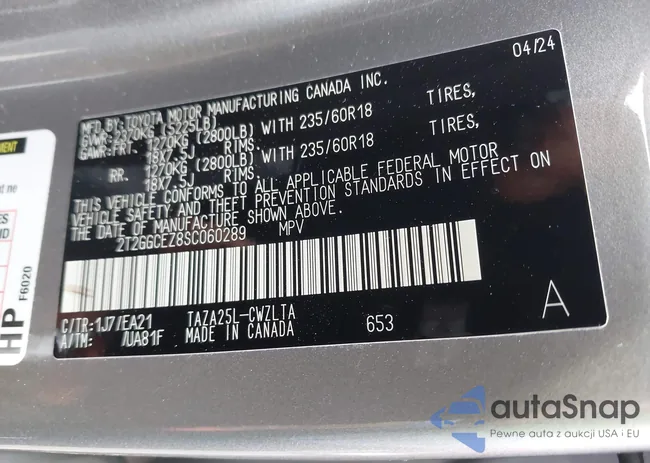 04/24
MFD.BY:TOYOTA MOTOR MANUFACTURING CANADA INC.
GVWR:2370KG (5225LB)
GAWR:FRT. 1270KG (2800LB) WITH 235/60R18 TIRES,
18X7.5J RIMS.
RR. 1270KG (2800LB) WITH 235/60R18 TIRES,
18X7.5J RIMS.
THIS VEHICLE CONFORMS TO ALL APPLICABLE FEDERAL MOTOR
VEHICLE SAFETY AND THEFT PREVENTION STANDARDS IN EFFECT ON
THE DATE OF MANUFACTURE SHOWN ABOVE.
2T2GGCEZ8SC060289 MPV
C/TR:1J7/EA21 TAZA25L-CWZLTA
A/TM: /UA81F MADE IN CANADA 653 A
F6020
HP
autaSnap
Pewne auta z aukcji USA i EU